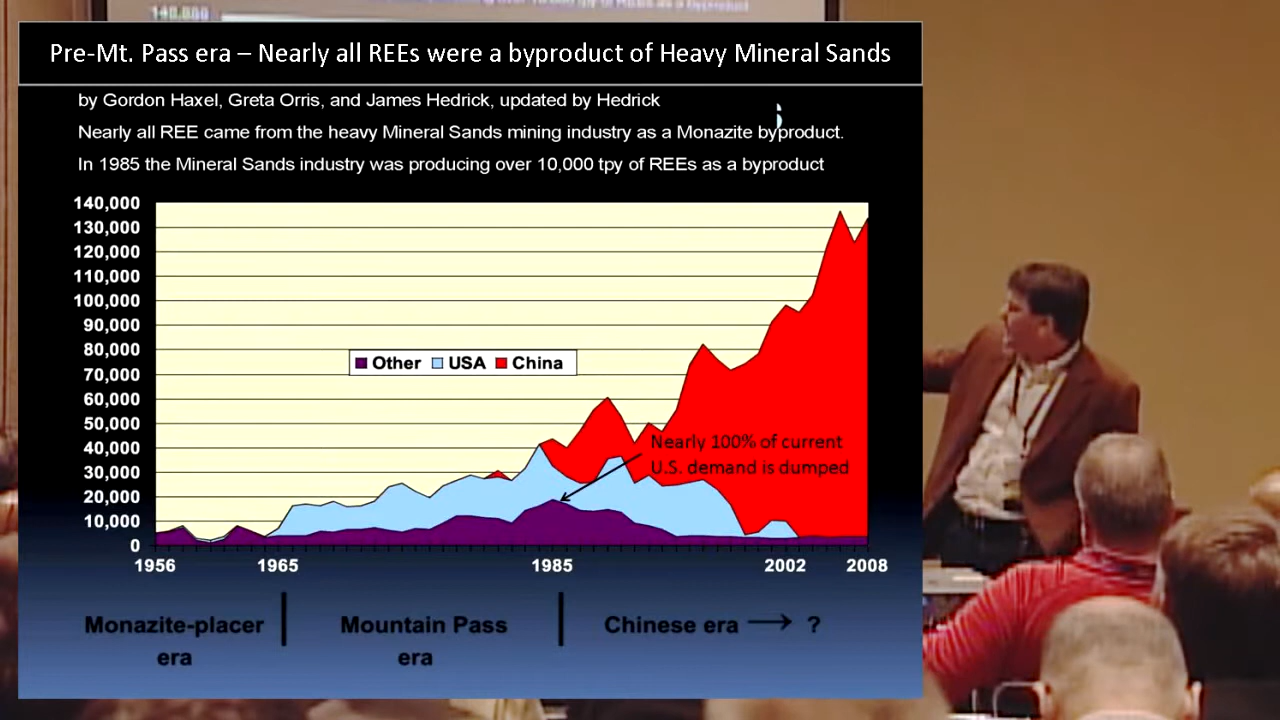 140,000
Pre-Mt. Pass era – Nearly all REEs were a byproduct of Heavy Mineral Sands
by Gordon Haxel, Greta Orris, and James Hedrick, updated by Hedrick
Nearly all REE came from the heavy Mineral Sands mining industry as a Monazite byproduct.
In 1985 the Mineral Sands industry was producing over 10,000 tpy of REEs as a byproduct
140,000
130,000
120,000
110,000
100,000
90,000
80,000
70,000
60,000
50,000
40,000
30,000
20,000
10,000
0
Other USA China
Nearly 100% of current
U.S. demand is dumped
1956 1965 1985 2002 2008
Monazite-placer
era
Mountain Pass
era
Chinese era → ?